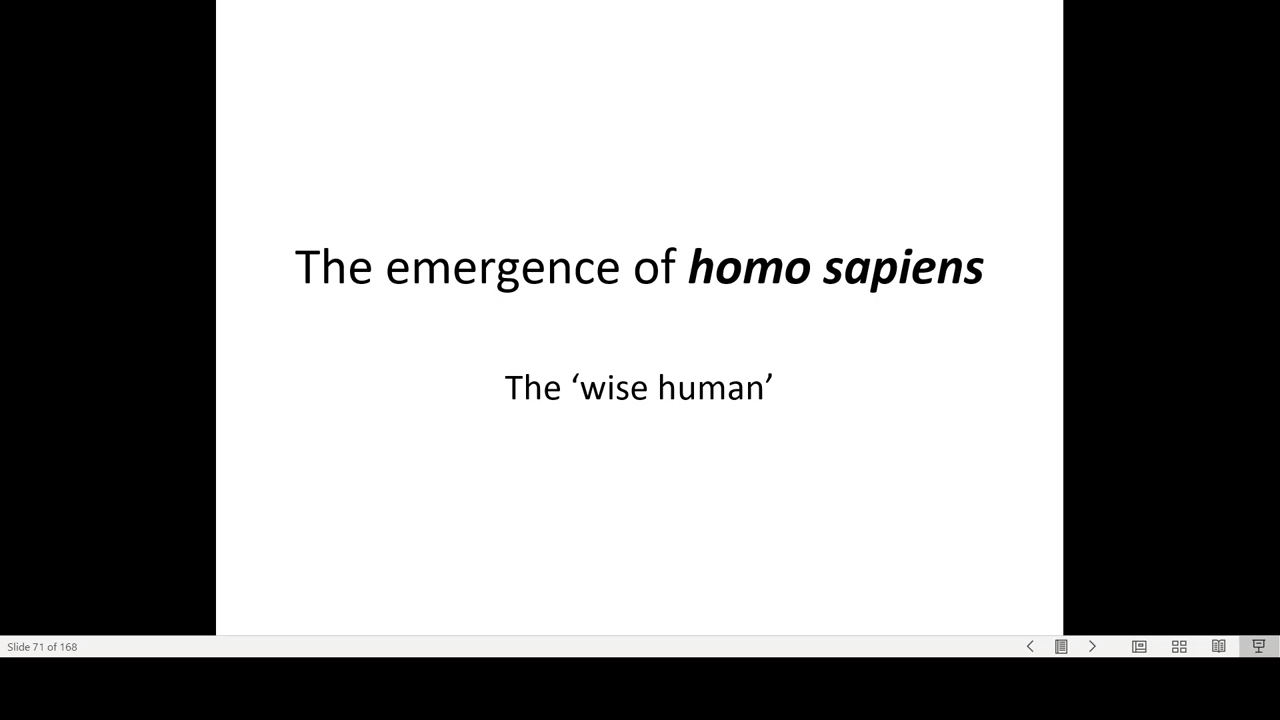 The emergence of homo sapiens
The ‘wise human’
Slide 71 of 168